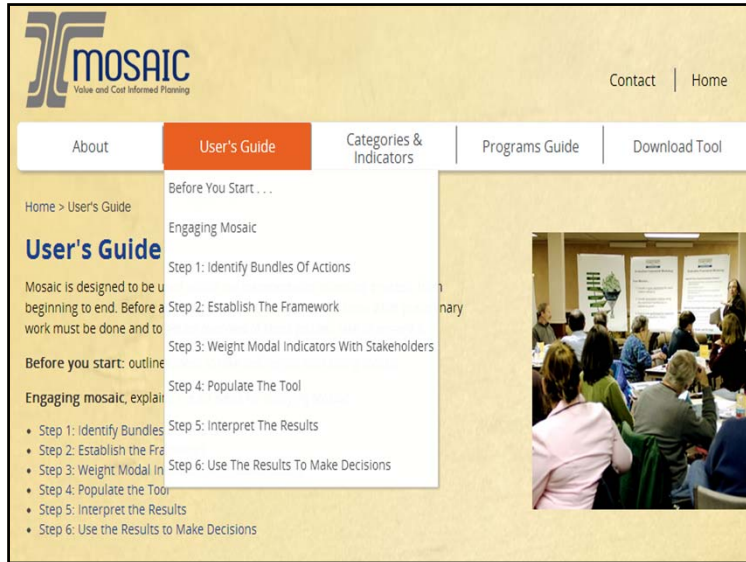 MOSAIC
Value and Cost Informed Planning
Contact
Home
About
User's Guide
Categories &
Indicators
Programs Guide
Download Tool
Before You Start . . .
Engaging Mosaic
Step 1: Identify Bundles Of Actions
Step 2: Establish The Framework
Step 3: Weight Modal Indicators With Stakeholders
Step 4: Populate The Tool
Step 5: Interpret The Results
Step 6: Use The Results To Make Decisions
Home > User's Guide
User's Guide
Mosaic is designed to be
beginning to end. Before
work must be done and to
Before you start: outline
Engaging mosaic, explai
• Step 1: Identify Bundles
• Step 2: Establish the Fra
• Step 3: Weight Modal In
• Step 4: Populate the Tool
• Step 5: Interpret the Results
• Step 6: Use the Results to Make Decisions